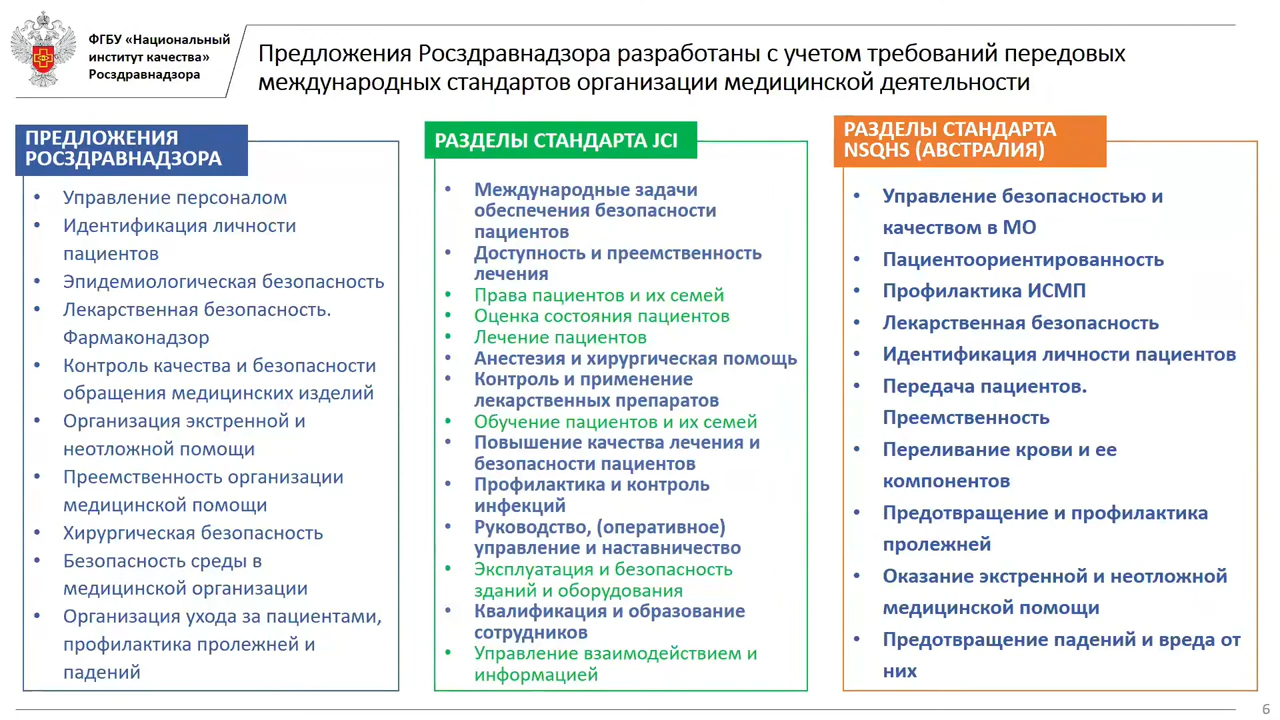 ФГБУ «Национальный
институт качества»
Росздравнадзора
Предложения Росздравнадзора разработаны с учетом требований передовых
международных стандартов организации медицинской деятельности
ПРЕДЛОЖЕНИЯ
РОСЗДРАВНАДЗОРА
• Управление персоналом
• Идентификация личности
пациентов
• Эпидемиологическая безопасность
• Лекарственная безопасность.
Фармаконадзор
• Контроль качества и безопасности
обращения медицинских изделий
• Организация экстренной и
неотложной помощи
• Преемственность организации
медицинской помощи
• Хирургическая безопасность
• Безопасность среды в
медицинской организации
• Организация ухода за пациентами,
профилактика пролежней и
падений
РАЗДЕЛЫ СТАНДАРТА JCI
• Международные задачи
обеспечения безопасности
пациентов
• Доступность и преемственность
лечения
• Права пациентов и их семей
• Оценка состояния пациентов
• Лечение пациентов
• Анестезия и хирургическая помощь
• Контроль и применение
лекарственных препаратов
• Обучение пациентов и их семей
• Повышение качества лечения и
безопасности пациентов
• Профилактика и контроль
инфекций
• Руководство, (оперативное)
управление и наставничество
• Эксплуатация и безопасность
зданий и оборудования
• Квалификация и образование
сотрудников
• Управление взаимодействием и
информацией
РАЗДЕЛЫ СТАНДАРТА
NSQHS (АВСТРАЛИЯ)
• Управление безопасностью и
качеством в МО
• Пациентоориентированность
• Профилактика ИСМП
• Лекарственная безопасность
• Идентификация личности пациентов
• Передача пациентов.
Преемственность
• Переливание крови и ее
компонентов
• Предотвращение и профилактика
пролежней
• Оказание экстренной и неотложной
медицинской помощи
• Предотвращение падений и вреда от
них
6